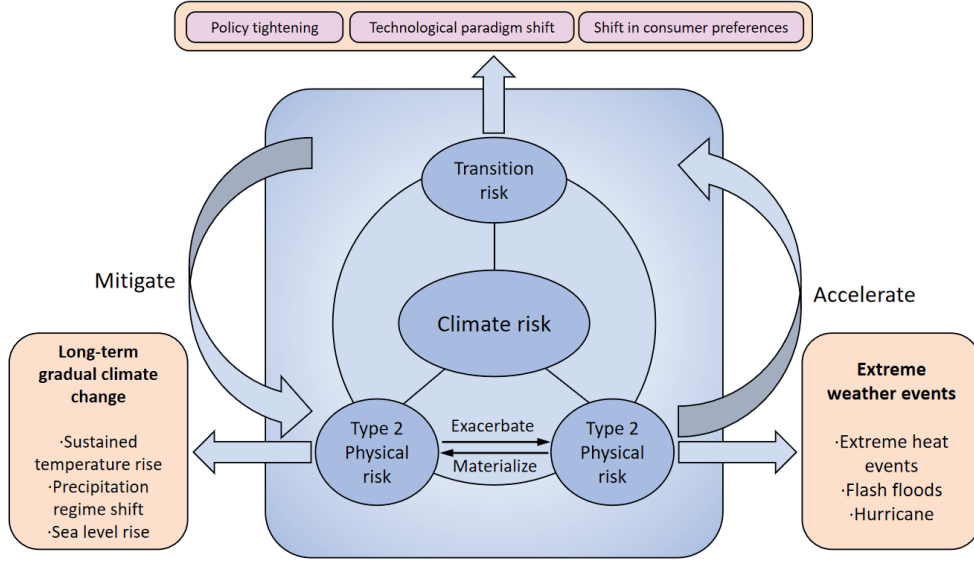 Policy tightening
Technological paradigm shift
Shift in consumer preferences
Transition
risk
Mitigate
Climate risk
Accelerate
Long-term
gradual climate
change
·Sustained
temperature rise
·Precipitation
regime shift
·Sea level rise
Type 2
Physical
risk
Exacerbate
Materialize
Type 2
Physical
risk
Extreme
weather events
·Extreme heat
events
·Flash floods
·Hurricane